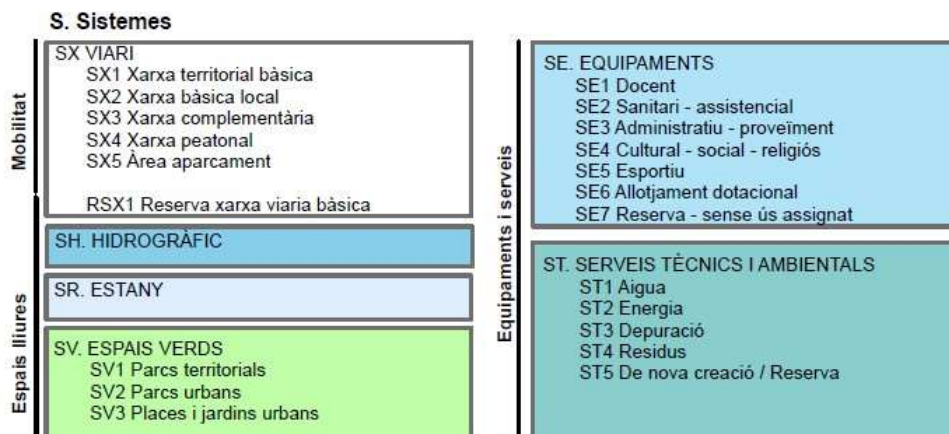 S. Sistemes
Mobilitat
SX VIARI
SX1 Xarxa territorial bàsica
SX2 Xarxa bàsica local
SX3 Xarxa complementària
SX4 Xarxa peatonal
SX5 Àrea aparcament
RSX1 Reserva xarxa viaria bàsica
Espais lliures
SH. HIDROGRÀFIC
SR. ESTANY
SV. ESPAIS VERDS
SV1 Parcs territorials
SV2 Parcs urbans
SV3 Places i jardins urbans
Equipaments i serveis
SE. EQUIPAMENTS
SE1 Docent
SE2 Sanitari - assistencial
SE3 Administratiu - proveïment
SE4 Cultural - social - religiós
SE5 Esportiu
SE6 Allotjament dotacional
SE7 Reserva - sense ús assignat
ST. SERVEIS TÈCNICS I AMBIENTALS
ST1 Aigua
ST2 Energia
ST3 Depuració
ST4 Residus
ST5 De nova creació / Reserva